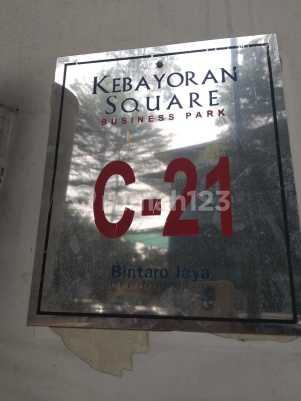 KEBAYORAN
SQUARE
BUSINESS PARK
C-21
Bintaro Jaya